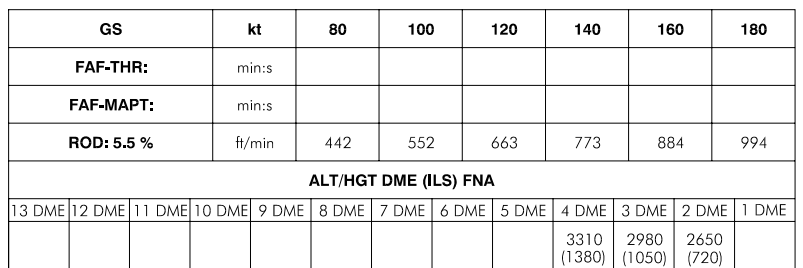 GS kt 80 100 120 140 160 180
FAF-THR: min:s
FAF-MAPT: min:s
ROD: 5.5 % ft/min 442 552 663 773 884 994
ALT/HGT DME (ILS) FNA
13 DME 12 DME 11 DME 10 DME 9 DME 8 DME 7 DME 6 DME 5 DME 4 DME 3 DME 2 DME 1 DME
3310 2980 2650
(1380) (1050) (720)